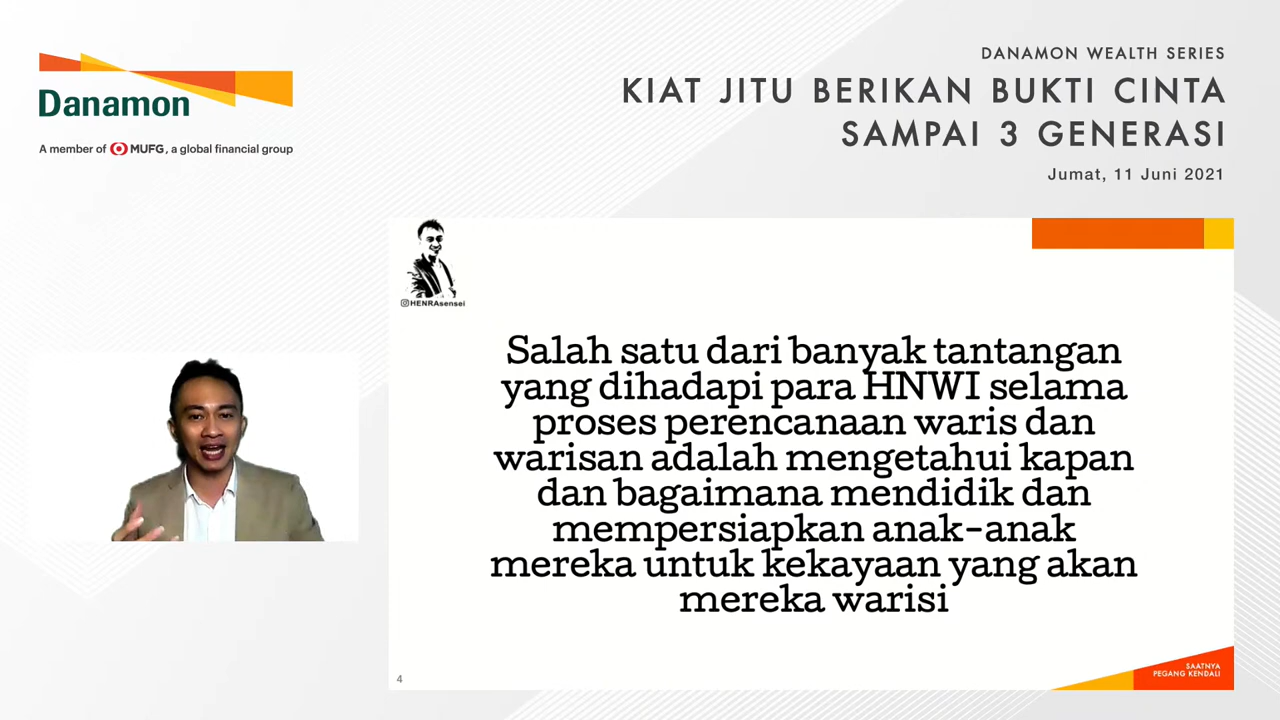 Danamon
A member of MUFG, a global financial group
DANAMON WEALTH SERIES
KIAT JITU BERIKAN BUKTI CINTA
SAMPAI 3 GENERASI
Jumat, 11 Juni 2021
HENRAsensei
Salah satu dari banyak tantangan
yang dihadapi para HNWI selama
proses perencanaan waris dan
warisan adalah mengetahui kapan
dan bagaimana mendidik dan
mempersiapkan anak-anak
mereka untuk kekayaan yang akan
mereka warisi
4
SAATNYA
PEGANG KENDALI